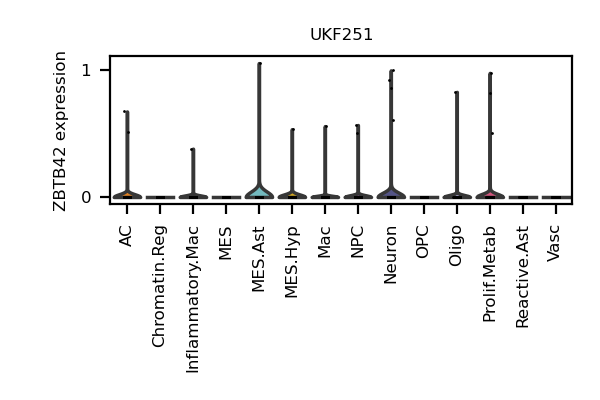 UKF251
ZBTB42 expression
1
0
AC
Chromatin.Reg
Inflammatory.Mac
MES
MES.Ast
MES.Hyp
Mac
NPC
Neuron
OPC
Oligo
Prolif.Metab
Reactive.Ast
Vasc